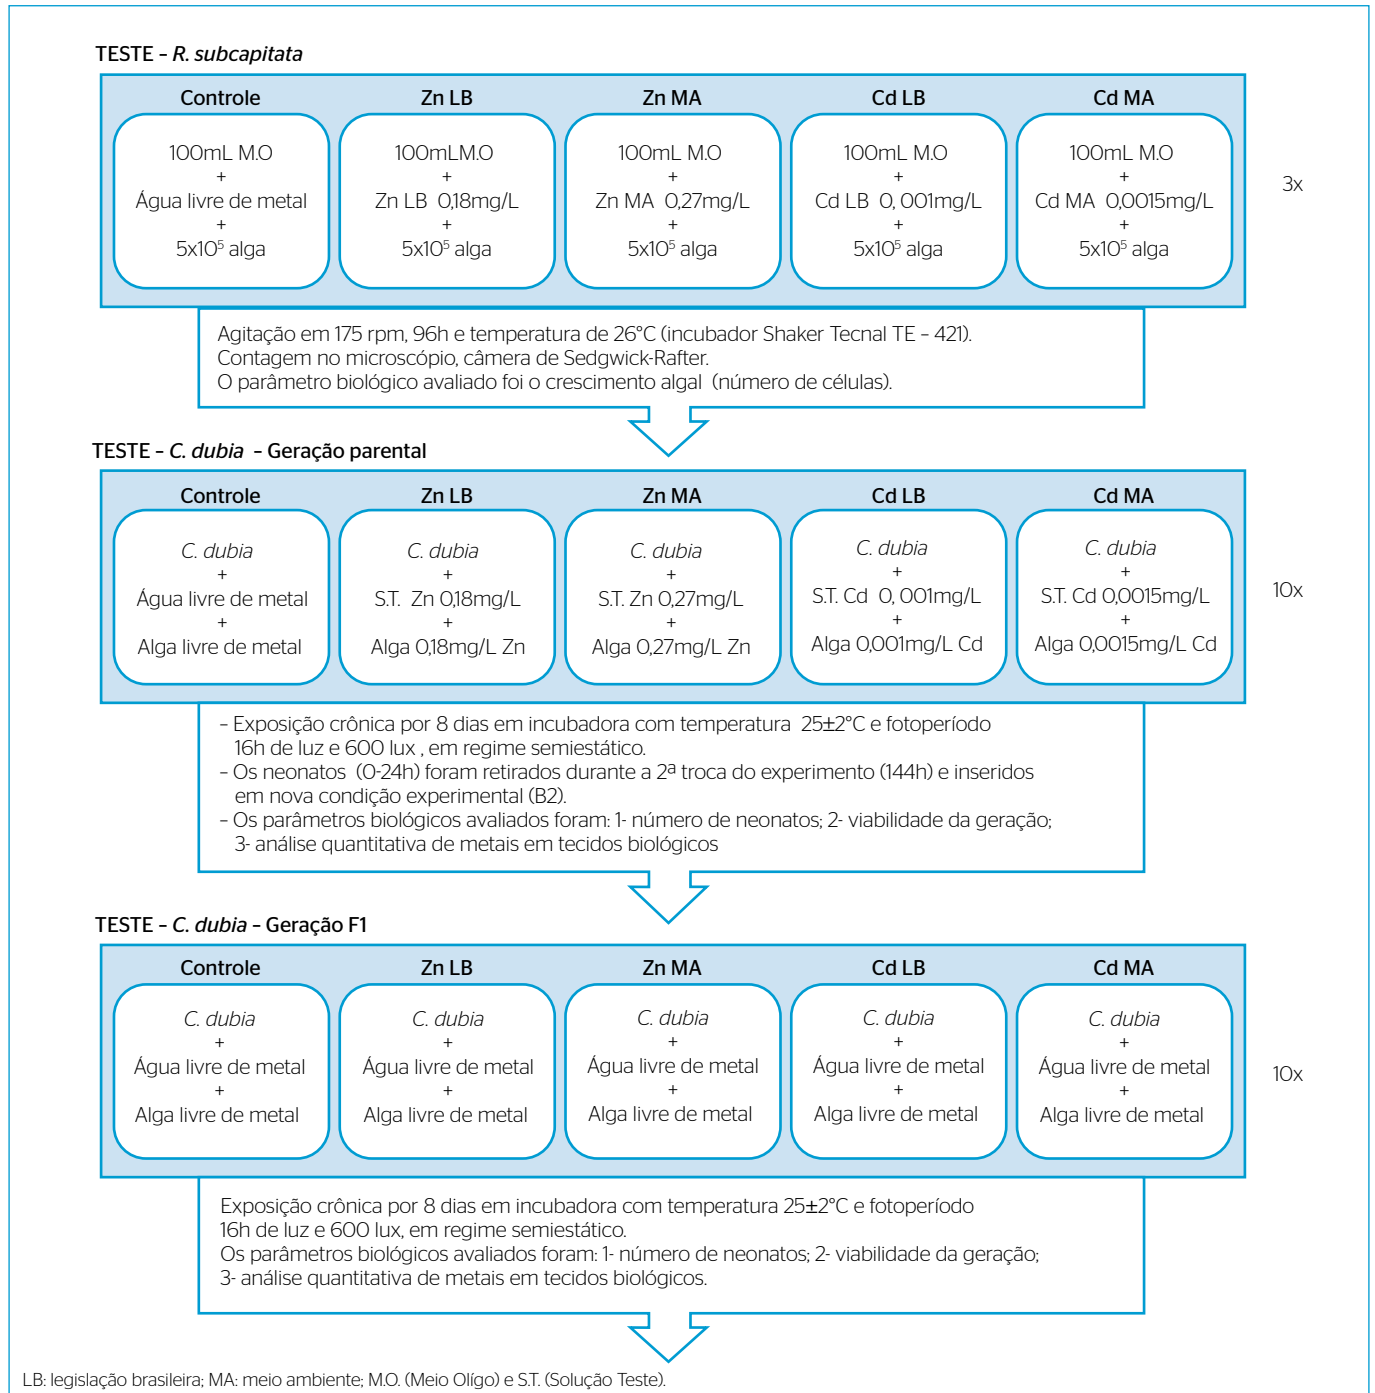 TESTE – R. subcapitata
Controle
Zn LB
Zn MA
Cd LB
Cd MA
100mL M.O
+
Água livre de metal
+
5x10⁵ alga
100mLM.O
+
Zn LB 0,18mg/L
+
5x10⁵ alga
100mL M.O
+
Zn MA 0,27mg/L
+
5x10⁵ alga
100mL M.O
+
Cd LB 0, 001mg/L
+
5x10⁵ alga
100mL M.O
+
Cd MA 0,0015mg/L
+
5x10⁵ alga
3x
Agitação em 175 rpm, 96h e temperatura de 26°C (incubador Shaker Tecnal TE – 421).
Contagem no microscópio, câmera de Sedgwick-Rafter.
O parâmetro biológico avaliado foi o crescimento algal (número de células).
TESTE – C. dubia – Geração parental
Controle
Zn LB
Zn MA
Cd LB
Cd MA
C. dubia
+
Água livre de metal
+
Alga livre de metal
C. dubia
+
S.T. Zn 0,18mg/L
+
Alga 0,18mg/L Zn
C. dubia
+
S.T. Zn 0,27mg/L
+
Alga 0,27mg/L Zn
C. dubia
+
S.T. Cd 0, 001mg/L
+
Alga 0,001mg/L Cd
C. dubia
+
S.T. Cd 0,0015mg/L
+
Alga 0,0015mg/L Cd
10x
– Exposição crônica por 8 dias em incubadora com temperatura 25±2°C e fotoperíodo
16h de luz e 600 lux , em regime semiestático.
– Os neonatos (0-24h) foram retirados durante a 2ª troca do experimento (144h) e inseridos
em nova condição experimental (B2).
– Os parâmetros biológicos avaliados foram: 1- número de neonatos; 2- viabilidade da geração;
3- análise quantitativa de metais em tecidos biológicos
TESTE – C. dubia – Geração F1
Controle
Zn LB
Zn MA
Cd LB
Cd MA
C. dubia
+
Água livre de metal
+
Alga livre de metal
C. dubia
+
Água livre de metal
+
Alga livre de metal
C. dubia
+
Água livre de metal
+
Alga livre de metal
C. dubia
+
Água livre de metal
+
Alga livre de metal
C. dubia
+
Água livre de metal
+
Alga livre de metal
10x
Exposição crônica por 8 dias em incubadora com temperatura 25±2°C e fotoperíodo
16h de luz e 600 lux, em regime semiestático.
Os parâmetros biológicos avaliados foram: 1- número de neonatos; 2- viabilidade da geração;
3- análise quantitativa de metais em tecidos biológicos.
LB: legislação brasileira; MA: meio ambiente; M.O. (Meio Olígo) e S.T. (Solução Teste).